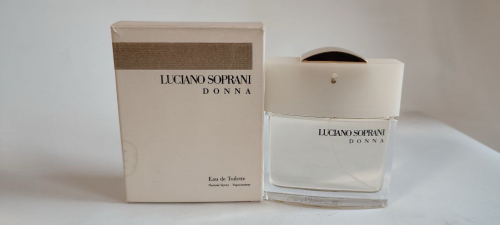 LUCIANO SOPRANI
DONNA
Eau de Toilette
Natural Spray - Vaporisateur
LUCIANO SOPRANI
DONNA